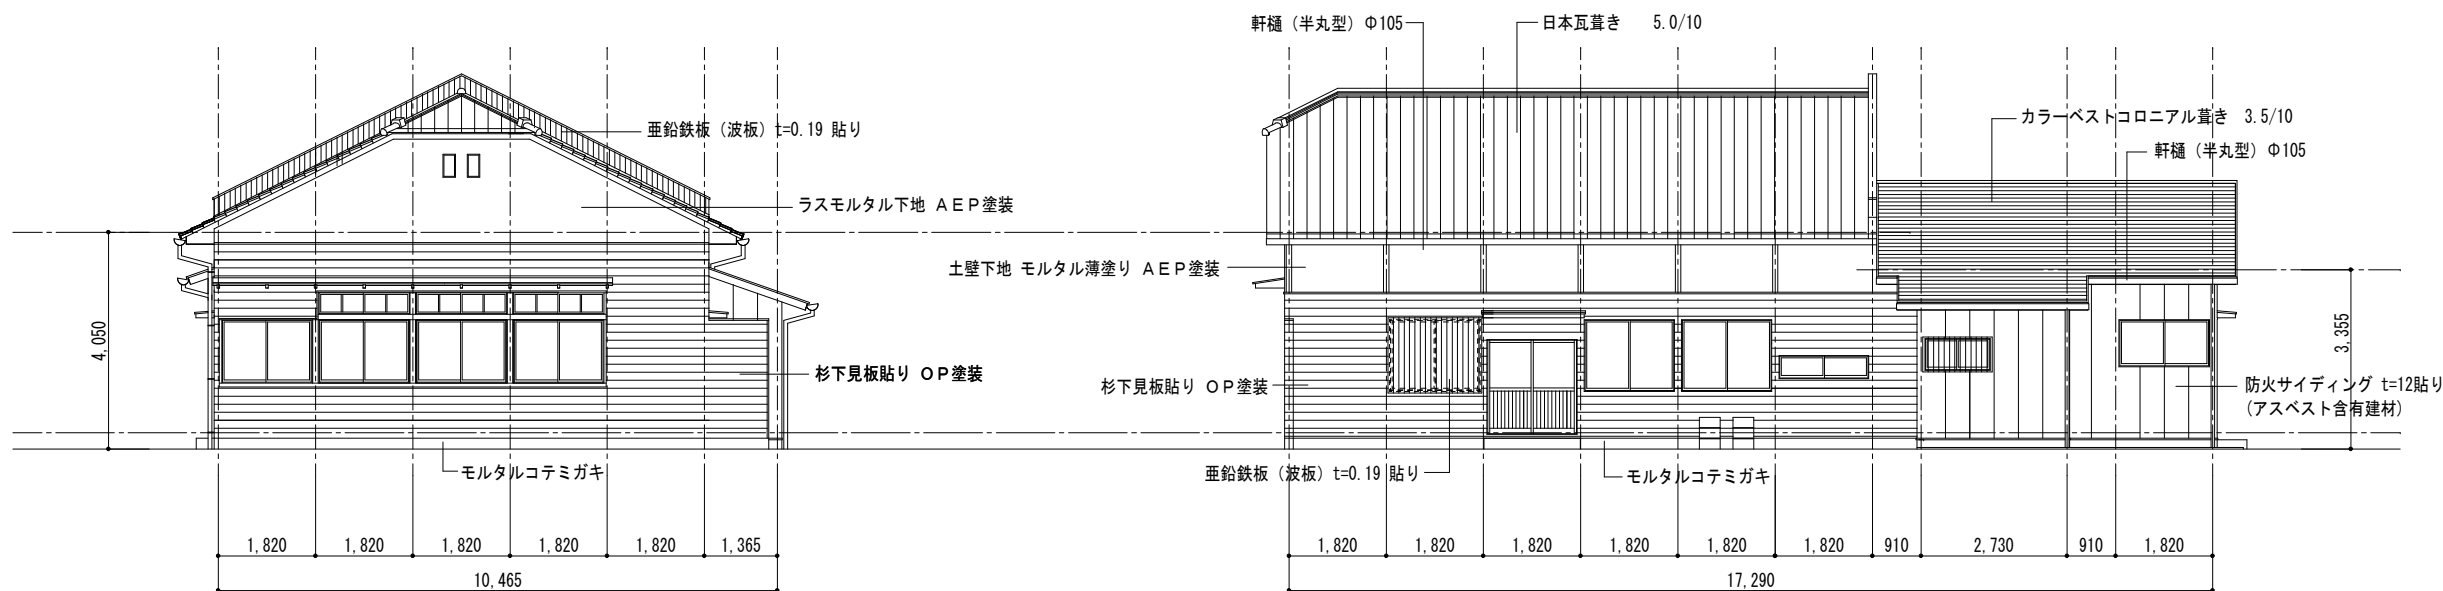 軒樋（半丸型）Φ105
日本瓦葺き　5.0/10
カラーベストコロニアル葺き 3.5/10
亜鉛鉄板（波板）t=0.19 貼り
軒樋（半丸型）Φ105
ラスモルタル下地 ＡＥＰ塗装
土壁下地 モルタル薄塗り ＡＥＰ塗装
4,050
3,355
杉下見板貼り ＯＰ塗装
杉下見板貼り ＯＰ塗装
防火サイディング t=12貼り
（アスベスト含有建材）
モルタルコテミガキ
亜鉛鉄板（波板）t=0.19 貼り
モルタルコテミガキ
1,820 1,820 1,820 1,820 1,820 1,365
1,820 1,820 1,820 1,820 1,820 1,820 910 2,730 910 1,820
10,465
17,290